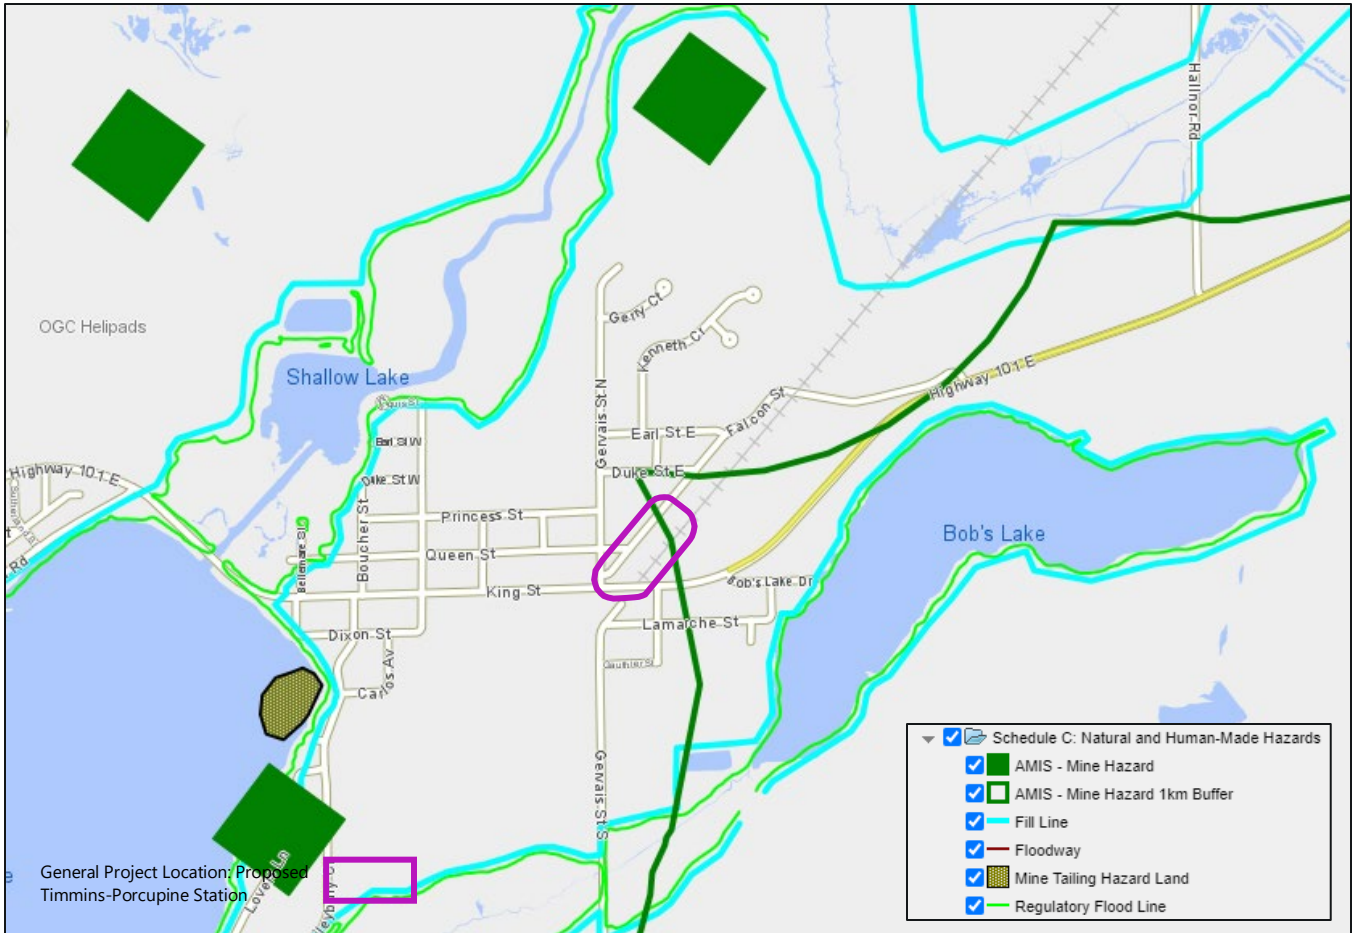 Hallnor-Rd
OGC Helipads
Gerry-Ct
Kenneth-Ct
Shallow Lake
Highway 101 E
Gervais-St-N
Falcon-St
Earl St W
Earl St E
Highway 10.1 E
Duke St W
Duke St E
Boucher St
Princess St
Bob's Lake
Rd
Queen St
Bellemare St
Bob's Lake Dr
King St
Lamarche St
Dixon St
Gauthier St
Carlos Av
Gervais-St-S
Schedule C: Natural and Human-Made Hazards
AMIS - Mine Hazard
AMIS - Mine Hazard 1km Buffer
Fill Line
Floodway
Mine Tailing Hazard Land
Regulatory Flood Line
General Project Location: Proposed
Timmins-Porcupine Station